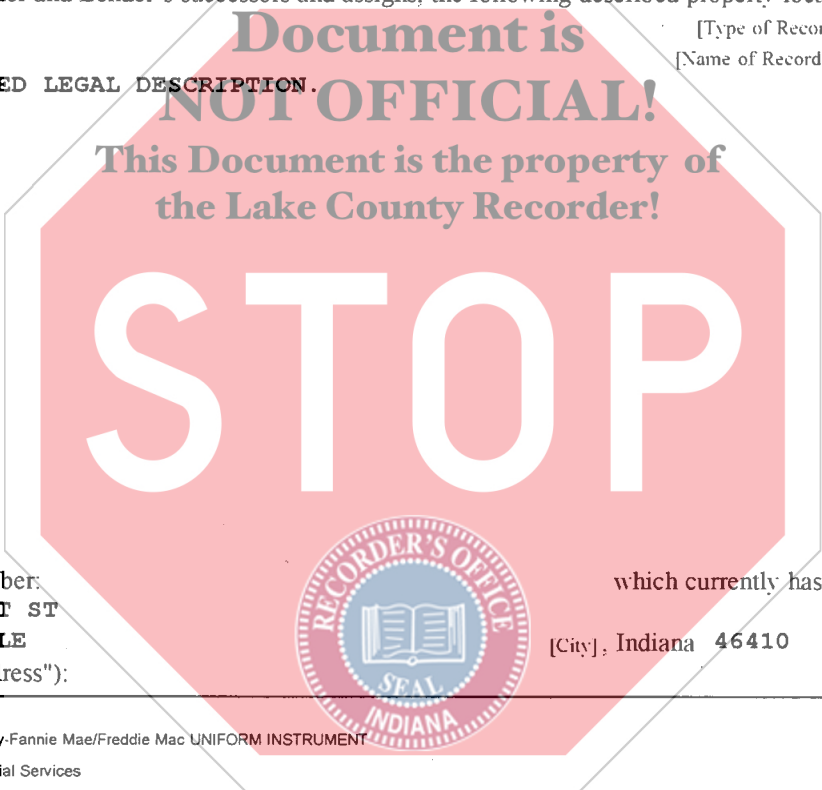 Document is
[Type of Recor
[Name of Record
ED LEGAL DESCRIPTION.
NOT OFFICIAL!
This Document is the property of
the Lake County Recorder!
STOP
RECORDER'S OFFICE
SEAL
INDIANA
ber:
which currently has
T ST
LE
[City], Indiana 46410
ress"):
y-Fannie Mae/Freddie Mac UNIFORM INSTRUMENT
ial Services